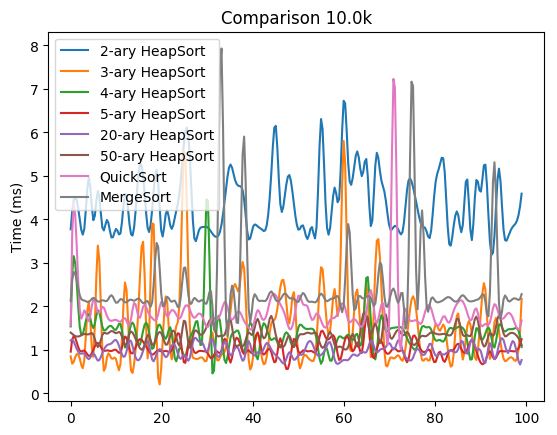 Comparison 10.0k
8
7
6
5
4
3
2
1
0
Time (ms)
2-ary HeapSort
3-ary HeapSort
4-ary HeapSort
5-ary HeapSort
20-ary HeapSort
50-ary HeapSort
QuickSort
MergeSort
0
20
40
60
80
100